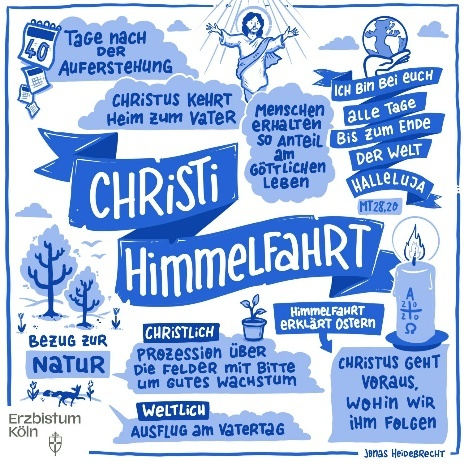 40
Tage nach
der
Auferstehung
Christus kehrt
heim zum Vater
Menschen
erhalten
so Anteil
am
göttlichen
Leben
Ich bin bei euch
alle Tage
bis zum Ende
der Welt
Halleluja
Mt 28,20
Christi
Himmelfahrt
Bezug zur
Natur
Christlich
Prozession über
die Felder mit Bitte
um gutes Wachstum
Weltlich
Ausflug am Vatertag
Himmelfahrt
erklärt Ostern
A
20
20
Ω
Christus geht
voraus,
wohin wir
ihm folgen
Erzbistum
Köln
Jonas Heidebrecht